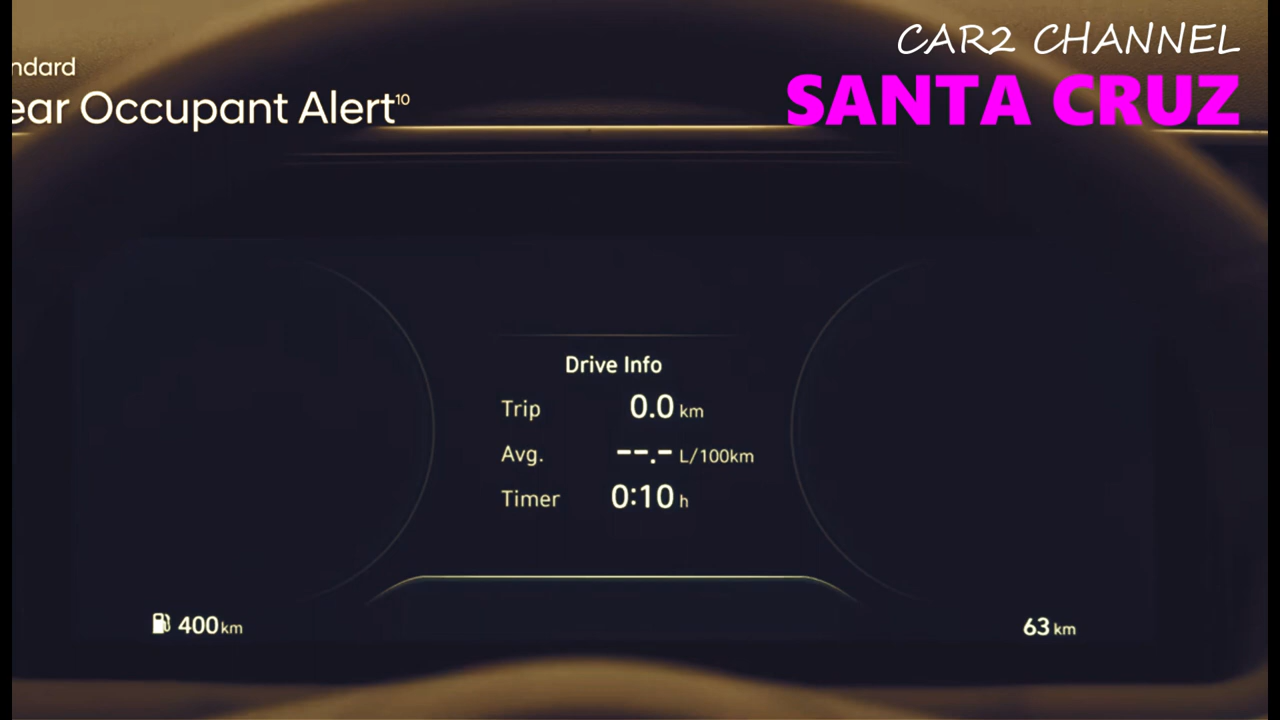 CAR2 CHANNEL
SANTA CRUZ
ndard
ear Occupant Alert¹⁰
Drive Info
Trip 0.0 km
Avg. --.- L/100km
Timer 0:10 h
400 km
63 km